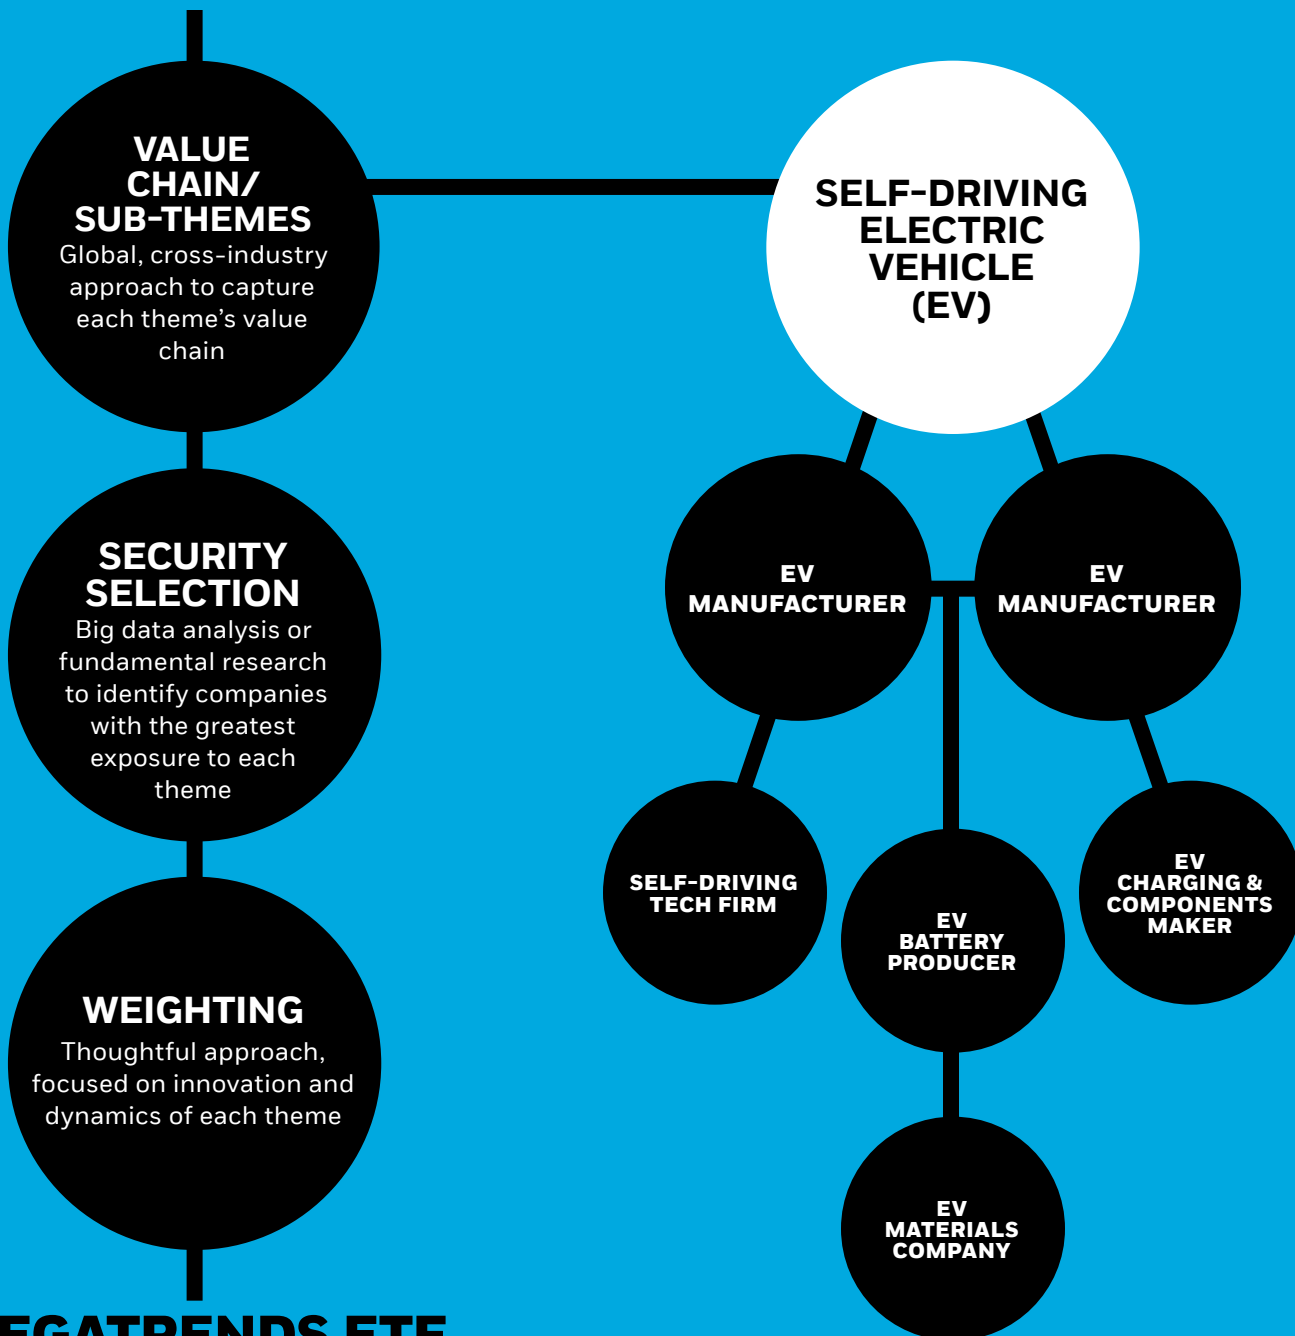 VALUE
CHAIN/
SUB-THEMES
Global, cross-industry
approach to capture
each theme’s value
chain
SECURITY
SELECTION
Big data analysis or
fundamental research
to identify companies
with the greatest
exposure to each
theme
WEIGHTING
Thoughtful approach,
focused on innovation and
dynamics of each theme
SELF-DRIVING
ELECTRIC
VEHICLE
(EV)
EV
MANUFACTURER
EV
MANUFACTURER
SELF-DRIVING
TECH FIRM
EV
BATTERY
PRODUCER
EV
CHARGING &
COMPONENTS
MAKER
EV
MATERIALS
COMPANY
EGATRENDS ETF